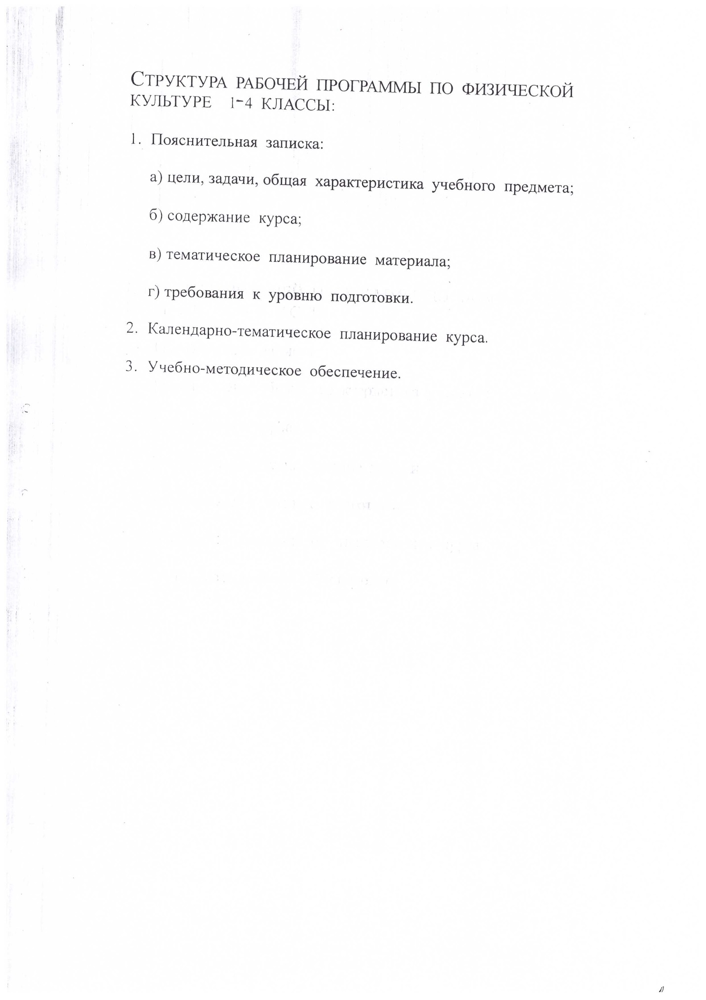 СТРУКТУРА РАБОЧЕЙ ПРОГРАММЫ ПО ФИЗИЧЕСКОЙ
КУЛЬТУРЕ 1-4 КЛАССЫ:
1. Пояснительная записка:
а) цели, задачи, общая характеристика учебного предмета;
б) содержание курса;
в) тематическое планирование материала;
г) требования к уровню подготовки.
2. Календарно-тематическое планирование курса.
3. Учебно-методическое обеспечение.